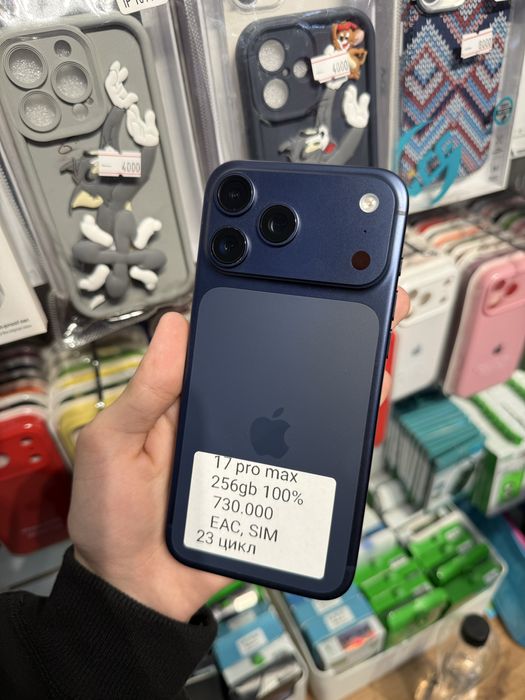 4000
4000
17 pro max
256gb 100%
730.000
EAC, SIM
23 цикл